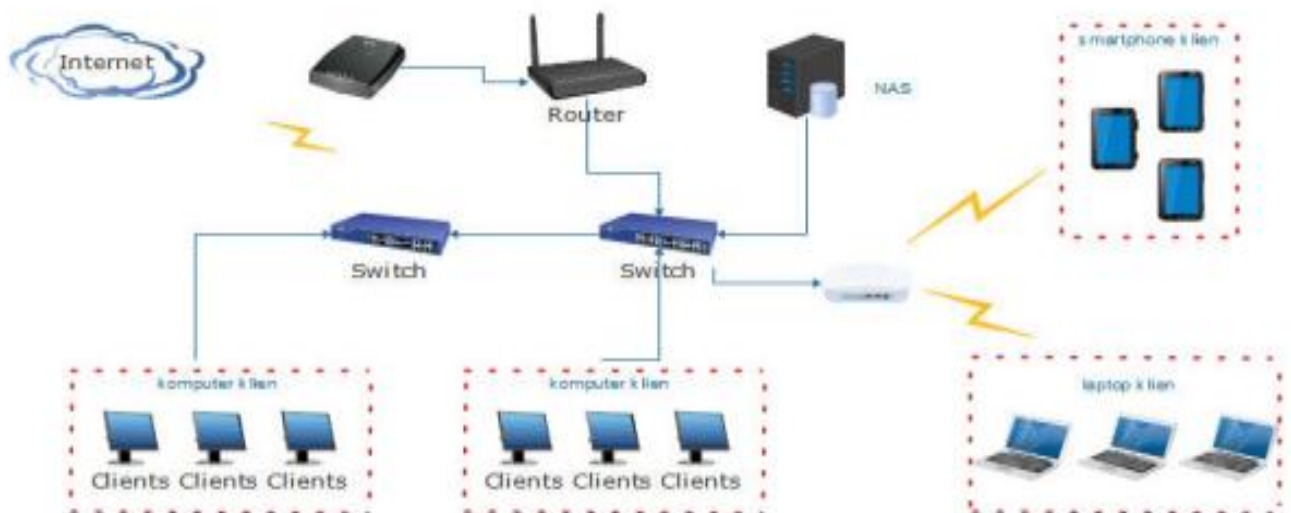 Internet
Router
NAS
smartphone klien
Switch
Switch
komputer klien
Clients Clients Clients
komputer klien
Clients Clients Clients
laptop klien